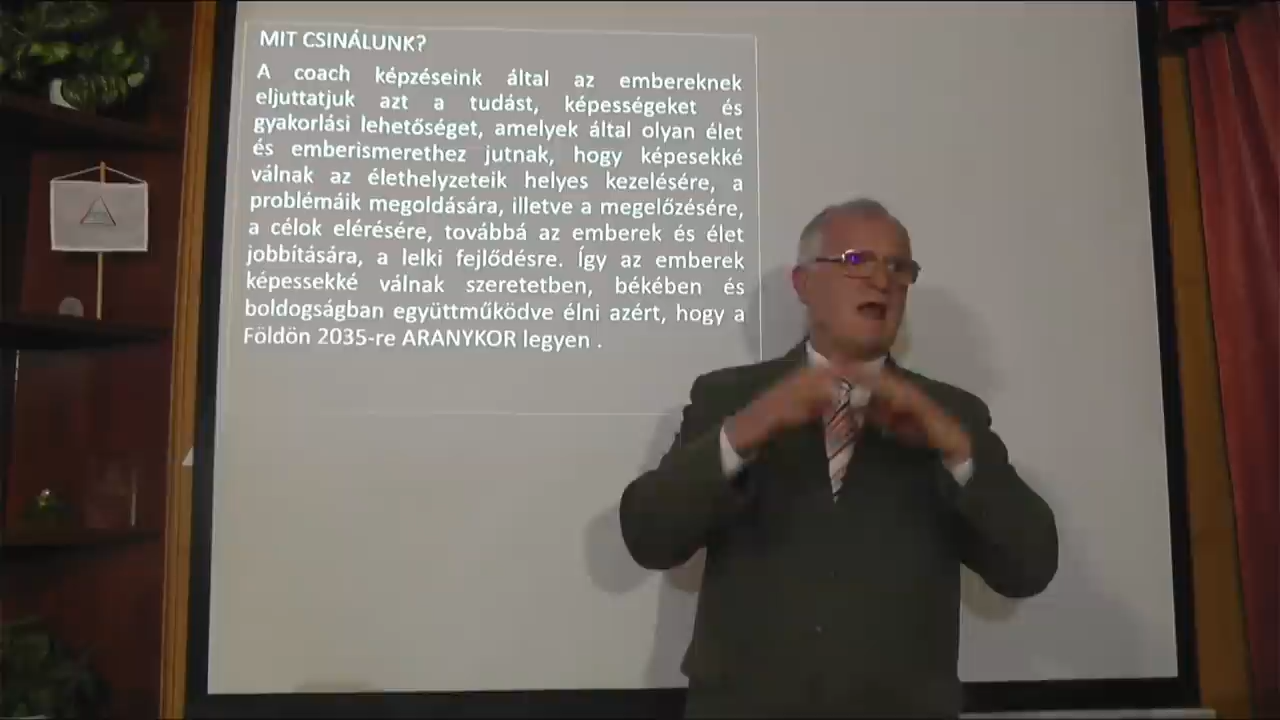 MIT CSINÁLUNK?
A coach képzéseink által az embereknek
eljuttatjuk azt a tudást, képességeket és
gyakorlási lehetőséget, amelyek által olyan élet
és emberismerethez jutnak, hogy képesekké
válnak az élethelyzeteik helyes kezelésére, a
problémáik megoldására, illetve a megelőzésére,
a célok elérésére, továbbá az emberek és élet
jobbítására, a lelki fejlődésre. Így az emberek
képessekké válnak szeretetben, békében és
boldogságban együttműködve élni azért, hogy a
Földön 2035-re ARANYKOR legyen .